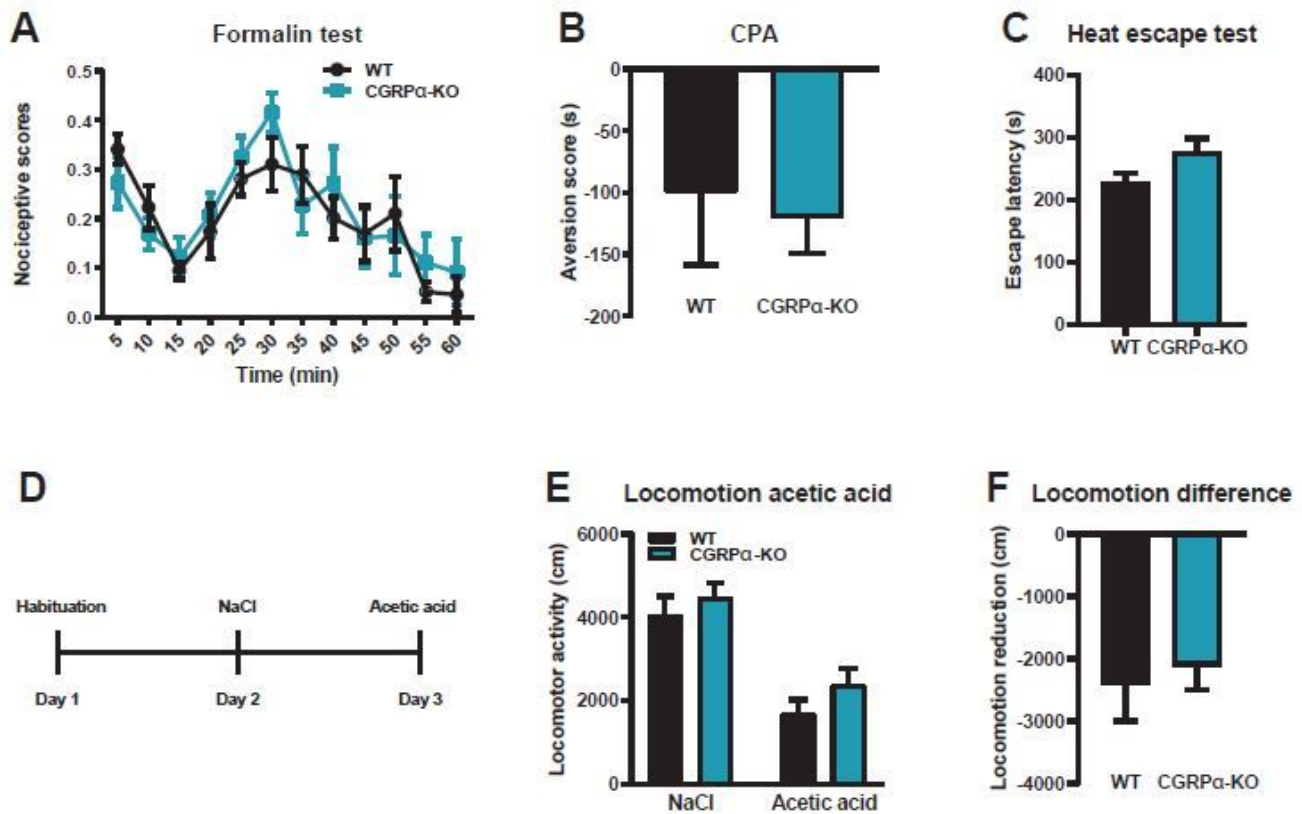 A
Formalin test
WT
CGRPα-KO
Nociceptive scores
0.5
0.4
0.3
0.2
0.1
0.0
5
10
15
20
25
30
35
40
45
50
55
60
Time (min)
B
CPA
Aversion score (s)
0
-50
-100
-150
-200
WT
CGRPα-KO
C
Heat escape test
Escape latency (s)
400
300
200
100
0
WT CGRPα-KO
D
Habituation
NaCl
Acetic acid
Day 1
Day 2
Day 3
E
Locomotion acetic acid
WT
CGRPα-KO
Locomotor activity (cm)
6000
4000
2000
0
NaCl
Acetic acid
F
Locomotion difference
Locomotion reduction (cm)
0
-1000
-2000
-3000
-4000
WT
CGRPα-KO